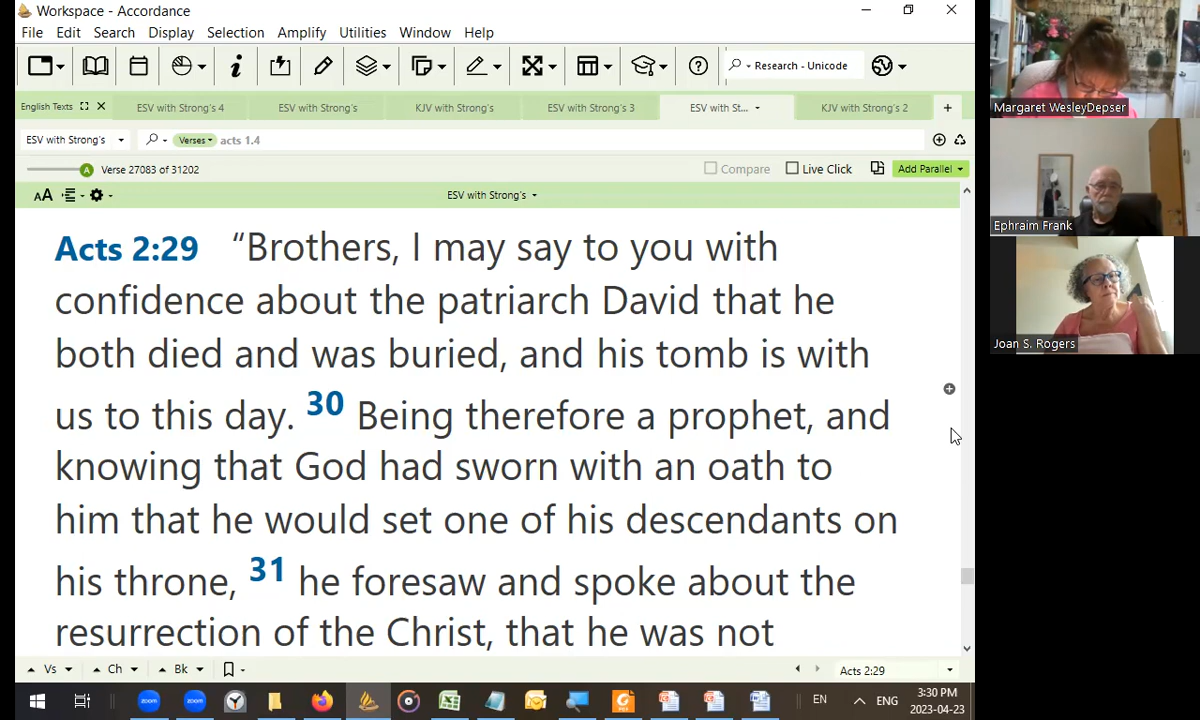 Workspace - Accordance
File Edit Search Display Selection Amplify Utilities Window Help
Research - Unicode
English Texts ESV with Strong's 4 ESV with Strong's KJV with Strong's ESV with Strong's 3 ESV with St... KJV with Strong's 2
ESV with Strong's Verses acts 1.4
A Verse 27083 of 31202 Compare Live Click Add Parallel
AA ESV with Strong's
Acts 2:29 “Brothers, I may say to you with
confidence about the patriarch David that he
both died and was buried, and his tomb is with
us to this day. 30 Being therefore a prophet, and
knowing that God had sworn with an oath to
him that he would set one of his descendants on
his throne, 31 he foresaw and spoke about the
resurrection of the Christ, that he was not
Vs Ch Bk Acts 2:29
zoom zoom EN ENG 3:30 PM
2023-04-23
Margaret WesleyDepser
Ephraim Frank
Joan S. Rogers